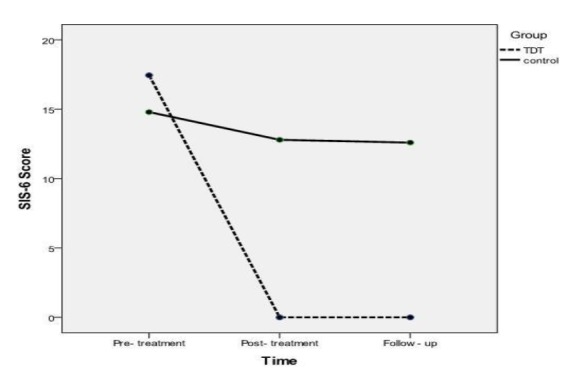 Group
TDT
control
20
15
10
5
0
SIS-6 Score
Pre- treatment Post- treatment Follow - up
Time